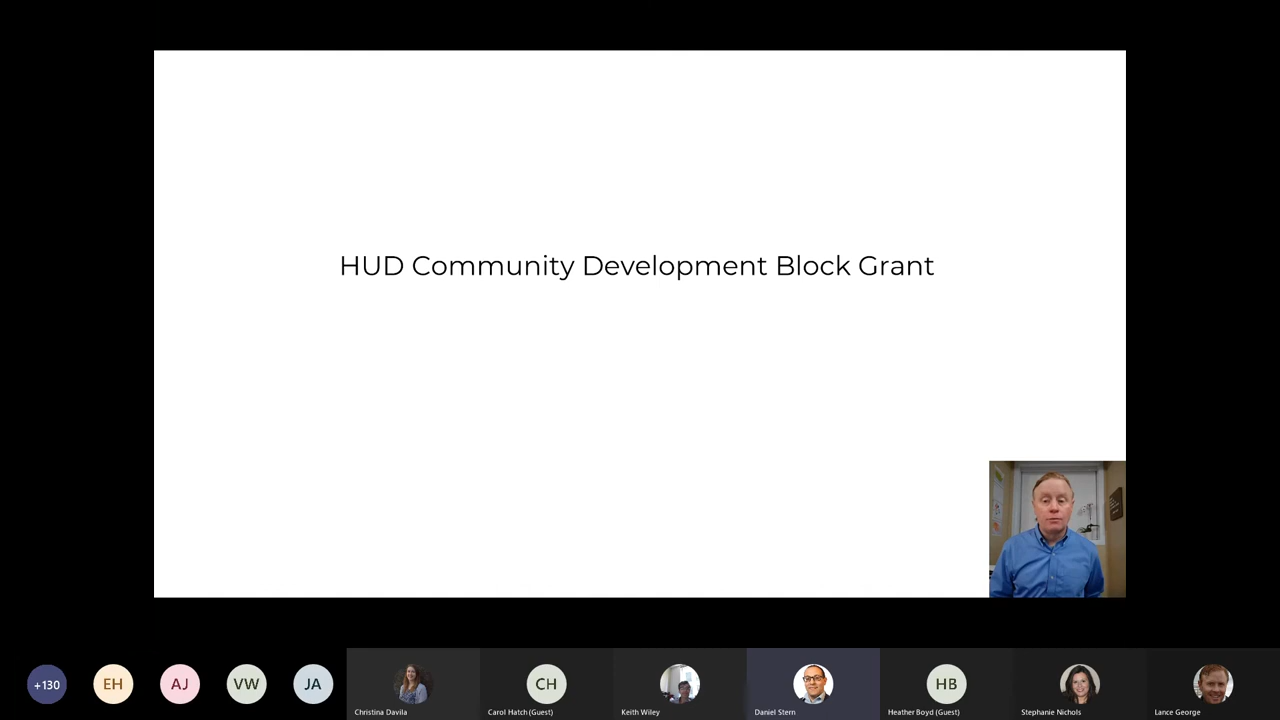 HUD Community Development Block Grant
+130
EH
AJ
VW
JA
CH
HB
Christina Davila
Carol Hatch (Guest)
Keith Wiley
Daniel Stern
Heather Boyd (Guest)
Stephanie Nichols
Lance George